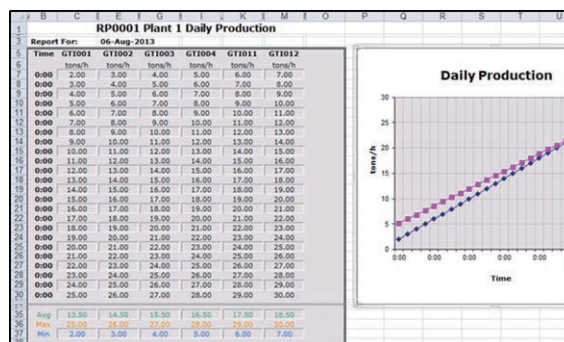 B C E G I K M O P Q R S T U
1 RP0001 Plant 1 Daily Production
3 Report For: 06-Aug-2013
5 Time GTI001 GTI002 GTI003 GTI004 GTI011 GTI012
6 tons/h tons/h tons/h tons/h tons/h tons/h
7 0:00 2.00 3.00 4.00 5.00 6.00 7.00
8 0:00 3.00 4.00 5.00 6.00 7.00 8.00
9 0:00 4.00 5.00 6.00 7.00 8.00 9.00
10 0:00 5.00 6.00 7.00 8.00 9.00 10.00
11 0:00 6.00 7.00 8.00 9.00 10.00 11.00
12 0:00 7.00 8.00 9.00 10.00 11.00 12.00
13 0:00 8.00 9.00 10.00 11.00 12.00 13.00
14 0:00 9.00 10.00 11.00 12.00 13.00 14.00
15 0:00 10.00 11.00 12.00 13.00 14.00 15.00
16 0:00 11.00 12.00 13.00 14.00 15.00 16.00
17 0:00 12.00 13.00 14.00 15.00 16.00 17.00
18 0:00 13.00 14.00 15.00 16.00 17.00 18.00
19 0:00 14.00 15.00 16.00 17.00 18.00 19.00
20 0:00 15.00 16.00 17.00 18.00 19.00 20.00
21 0:00 16.00 17.00 18.00 19.00 20.00 21.00
22 0:00 17.00 18.00 19.00 20.00 21.00 22.00
23 0:00 18.00 19.00 20.00 21.00 22.00 23.00
24 0:00 19.00 20.00 21.00 22.00 23.00 24.00
25 0:00 20.00 21.00 22.00 23.00 24.00 25.00
26 0:00 21.00 22.00 23.00 24.00 25.00 26.00
27 0:00 22.00 23.00 24.00 25.00 26.00 27.00
28 0:00 23.00 24.00 25.00 26.00 27.00 28.00
29 0:00 24.00 25.00 26.00 27.00 28.00 29.00
30 0:00 25.00 26.00 27.00 28.00 29.00 30.00
35 Avg 13.50 14.50 15.50 16.50 17.50 18.50
36 Max 25.00 26.00 27.00 28.00 29.00 30.00
37 Min 2.00 3.00 4.00 5.00 6.00 7.00
Daily Production
tons/h
30
25
20
15
10
5
0
0:00 0:00 0:00 0:00 0:00
Time